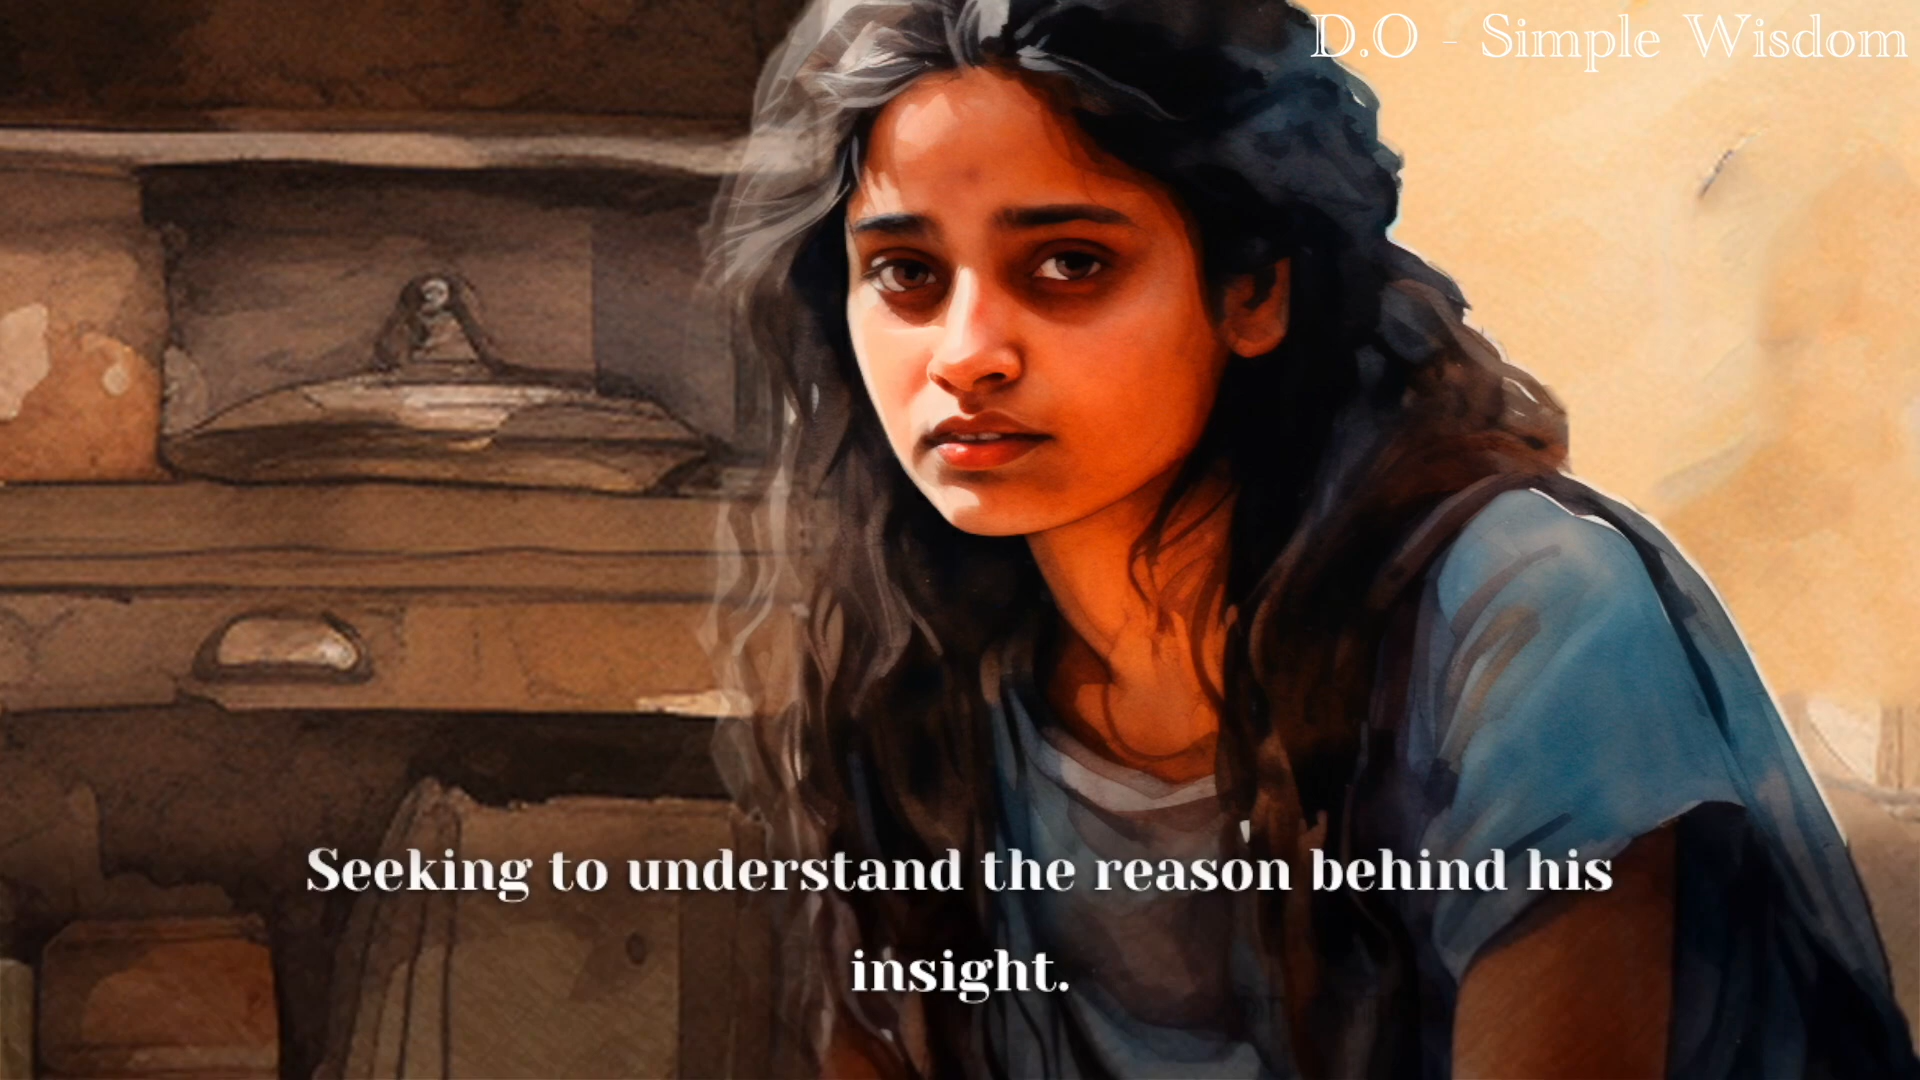 D.O - Simple Wisdom
Seeking to understand the reason behind his
insight.